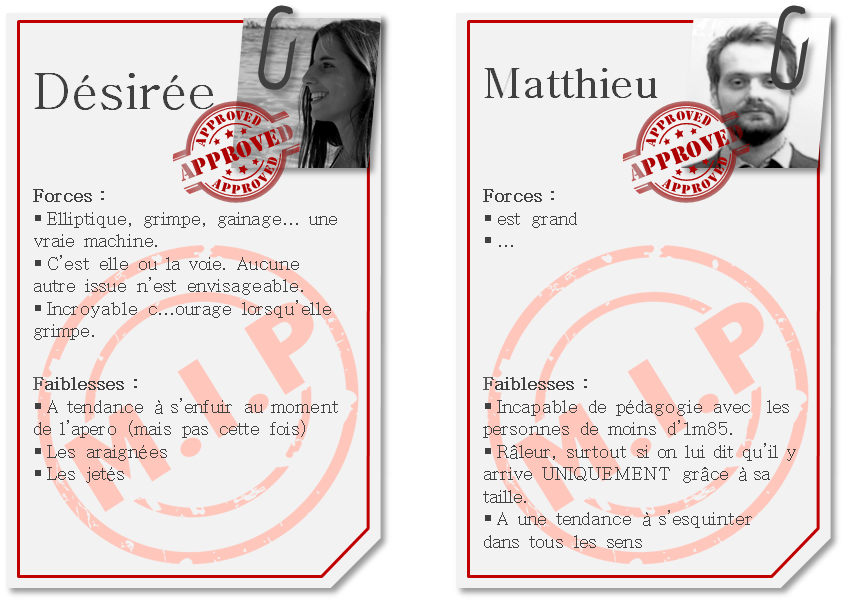 Désirée
APPROVED
APPROVED
APPROVED
Forces :
▪ Elliptique, grimpe, gainage... une
vraie machine.
▪ C'est elle ou la voie. Aucune
autre issue n'est envisageable.
▪ Incroyable c...ourage lorsqu'elle
grimpe.
Faiblesses :
▪ A tendance à s'enfuir au moment
de l'apero (mais pas cette fois)
▪ Les araignées
▪ Les jetés
M.I.P
Matthieu
APPROVED
APPROVED
APPROVED
Forces :
▪ est grand
▪ ...
Faiblesses :
▪ Incapable de pédagogie avec les
personnes de moins d'1m85.
▪ Râleur, surtout si on lui dit qu'il y
arrive UNIQUEMENT grâce à sa
taille.
▪ A une tendance à s'esquinter
dans tous les sens
M.I.P